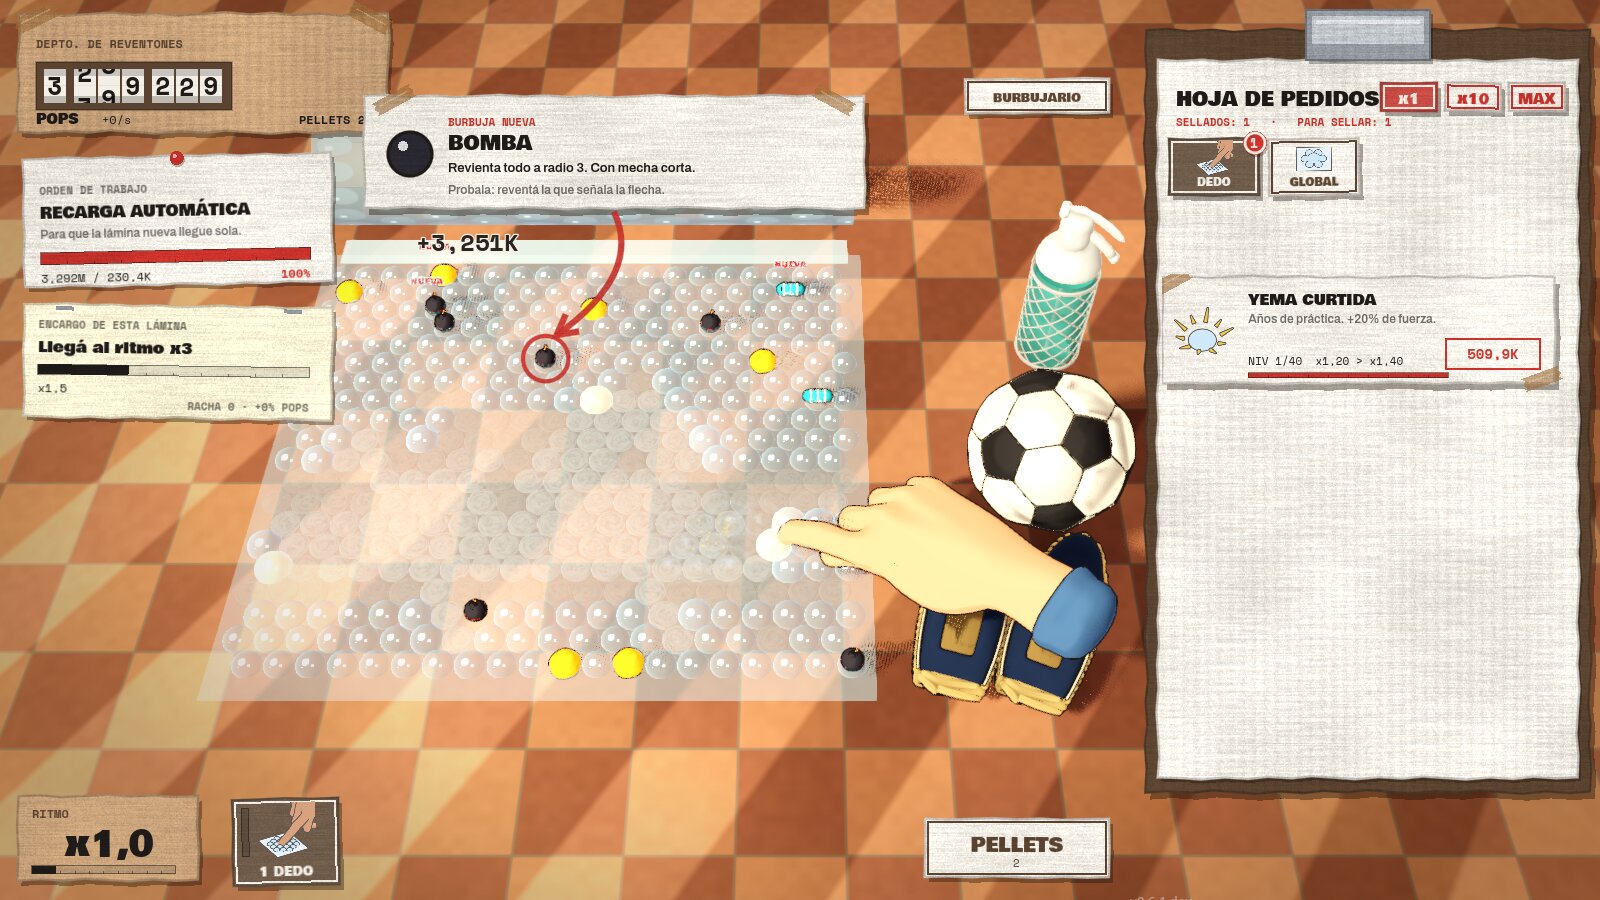 DEPTO. DE REVENTONES
9 229
POPS +0/s PELLETS 2
ORDEN DE TRABAJO
RECARGA AUTOMÁTICA
Para que la lámina nueva llegue sola.
3.292M / 230.4K 100%
ENCARGO DE ESTA LÁMINA
Llegá al ritmo x3
x1,5
RACHA 0 · +0% POPS
BURBUJA NUEVA
BOMBA
Revienta todo a radio 3. Con mecha corta.
Probala: reventá la que señala la flecha.
+3,251K
NUEVA
NUEVA
BURBUJARIO
HOJA DE PEDIDOS x1 x10 MAX
SELLADOS: 1 · PARA SELLAR: 1
1
DEDO
GLOBAL
YEMA CURTIDA
Años de práctica. +20% de fuerza.
NIV 1/40 x1,20 > x1,40
509,9K
RITMO
x1,0
1 DEDO
PELLETS
2